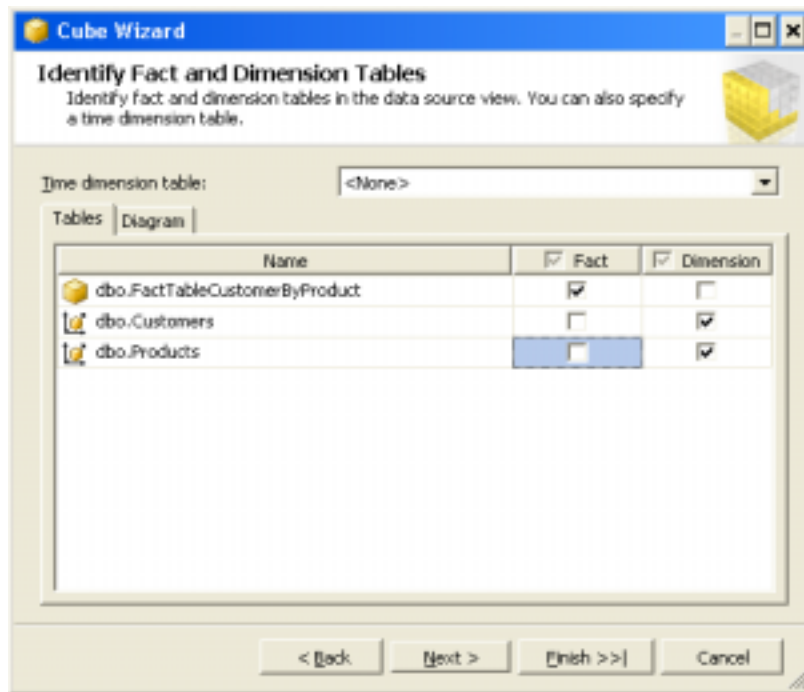 Cube Wizard
Identify Fact and Dimension Tables
Identify fact and dimension tables in the data source view. You can also specify
a time dimension table.
Time dimension table:
<None>
Tables
Diagram
Name
Fact
Dimension
dbo.FactTableCustomerByProduct
dbo.Customers
dbo.Products
< Back
Next >
Finish >>|
Cancel